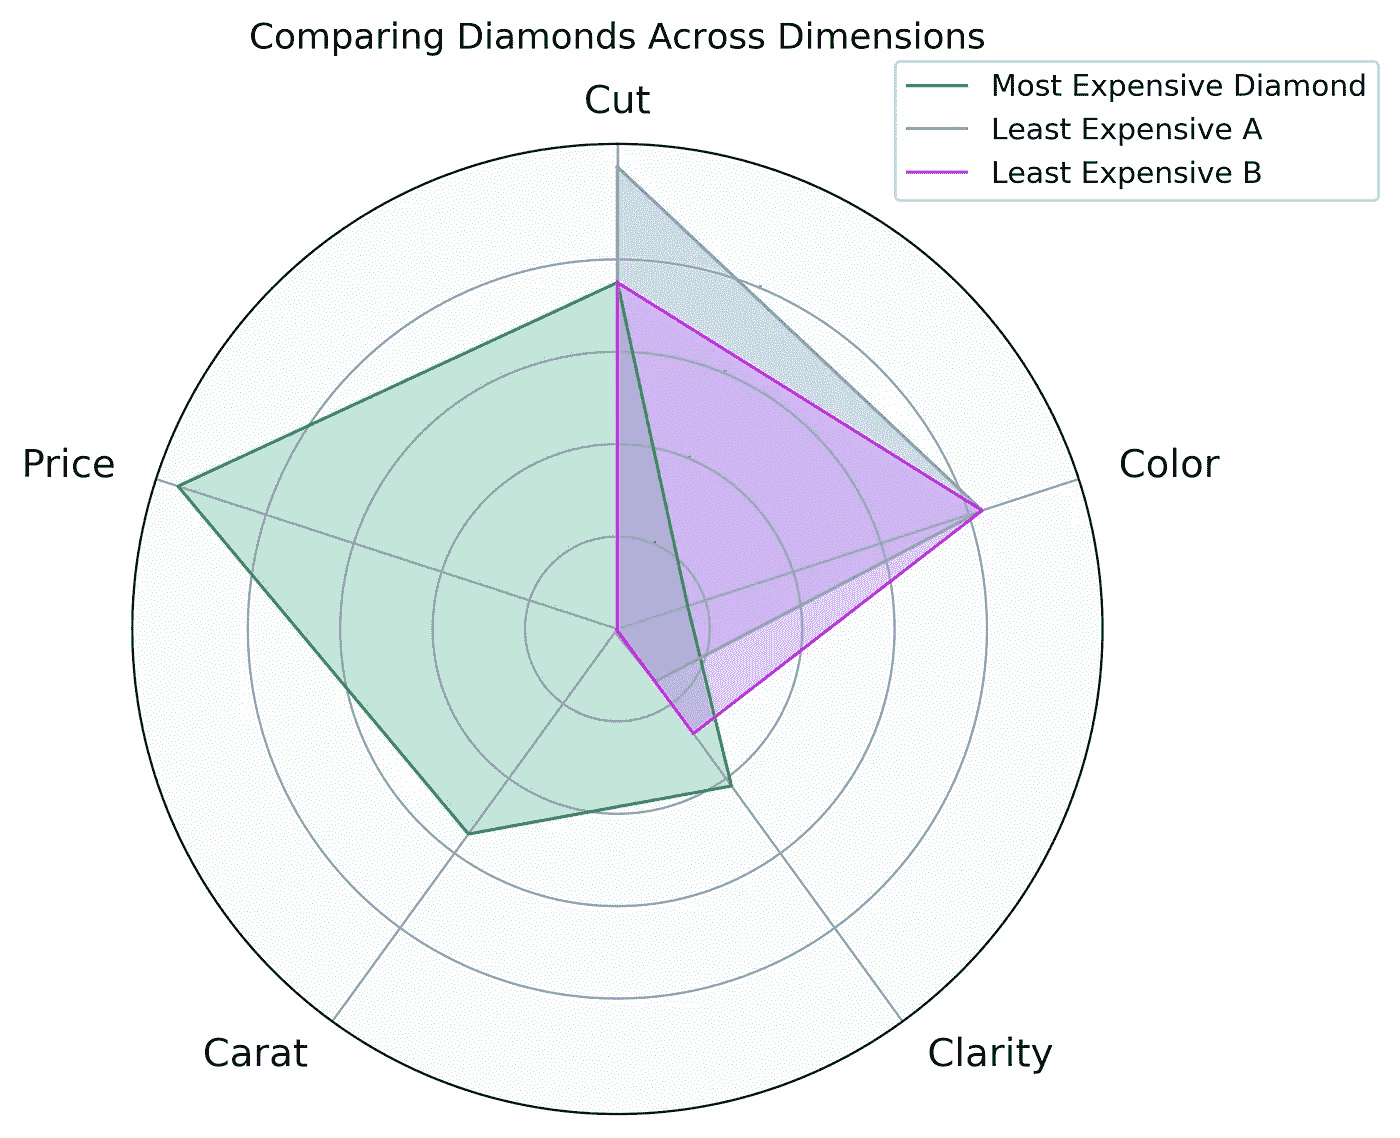 Comparing Diamonds Across Dimensions
Most Expensive Diamond
Least Expensive A
Least Expensive B
Cut
Color
Price
Carat
Clarity